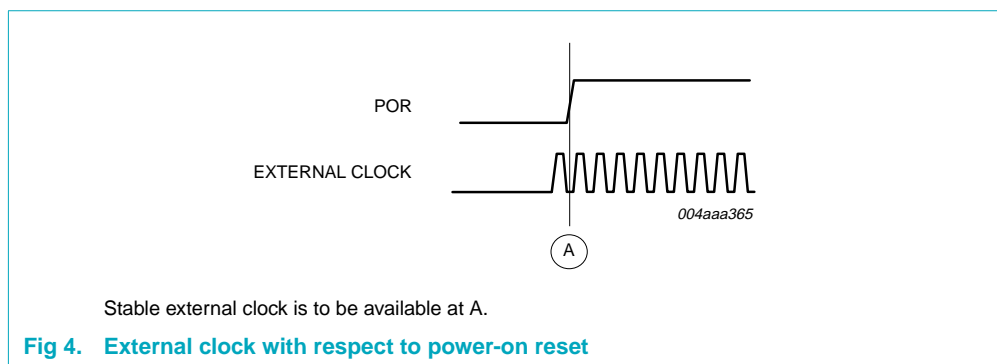 POR
EXTERNAL CLOCK
004aaa365
A
Stable external clock is to be available at A.
Fig 4. External clock with respect to power-on reset